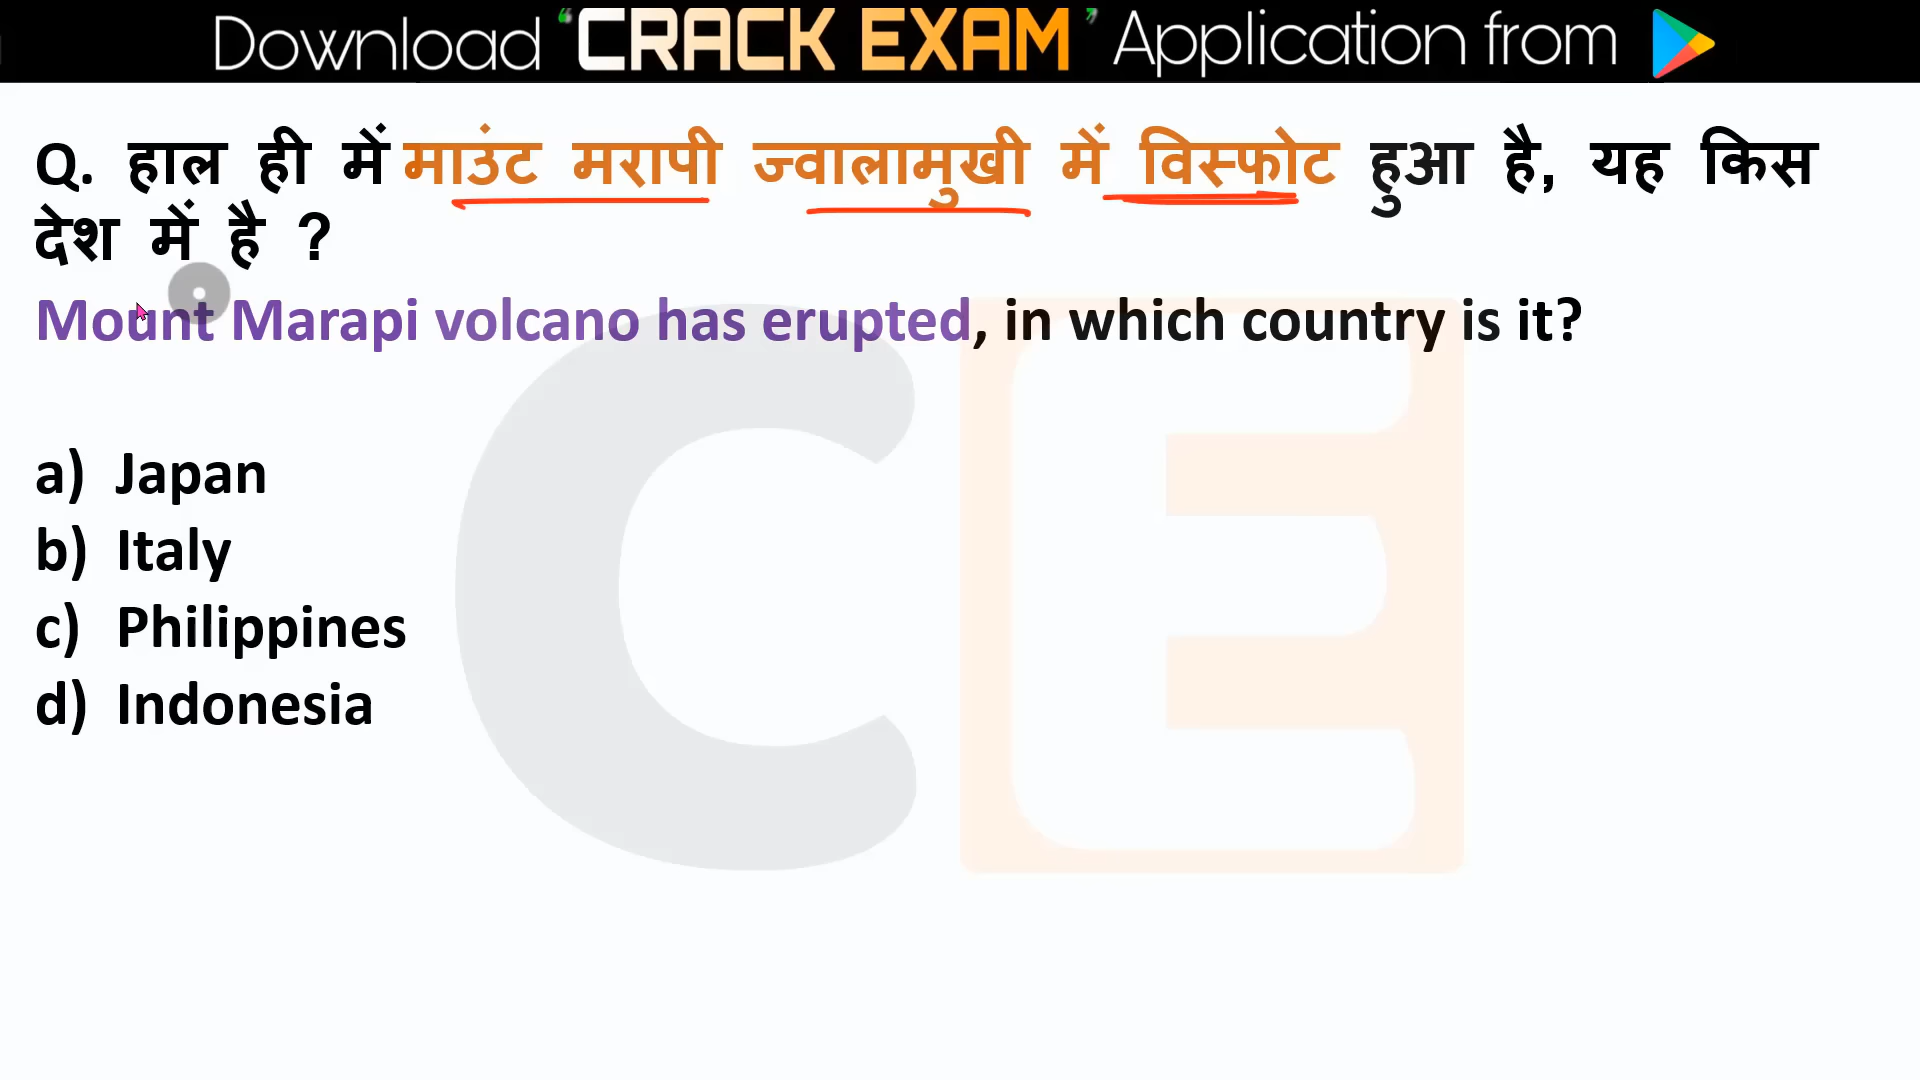 Download ‘CRACK EXAM’ Application from
Q. हाल ही में माउंट मरापी ज्वालामुखी में विस्फोट हुआ है, यह किस
देश में है ?
Mount Marapi volcano has erupted, in which country is it?
a) Japan
b) Italy
c) Philippines
d) Indonesia
CE